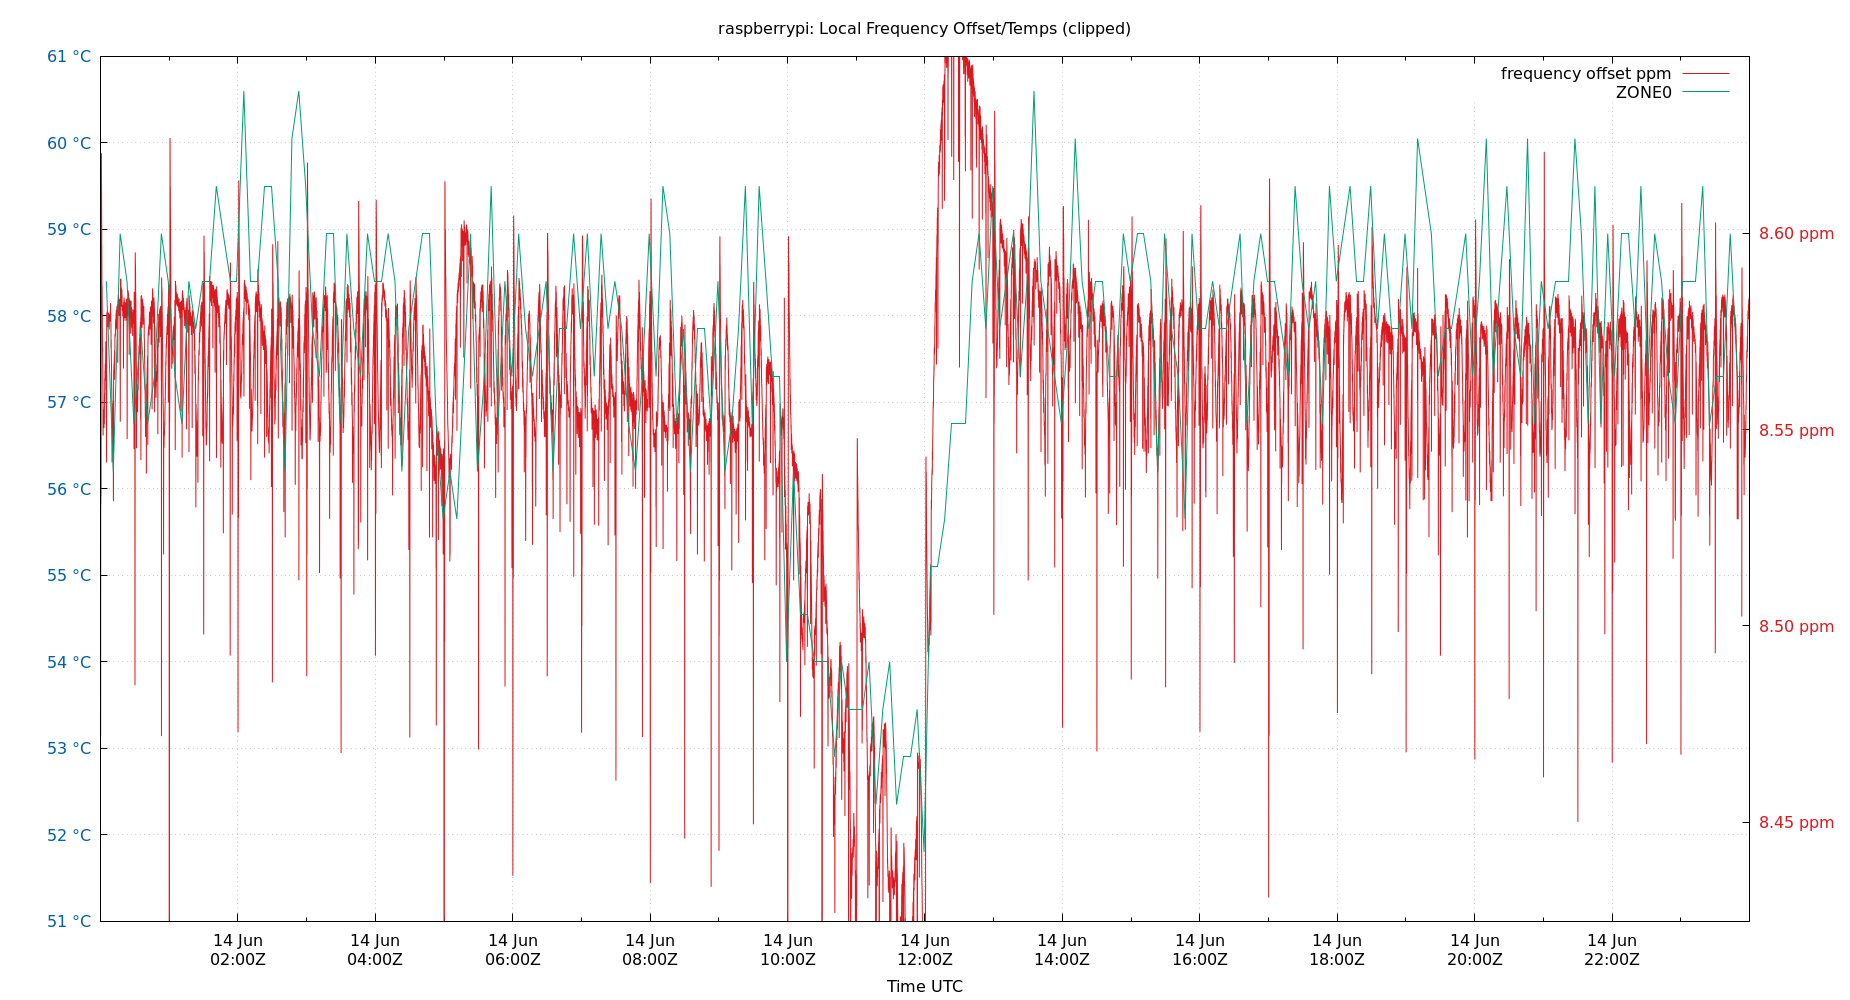 raspberrypi: Local Frequency Offset/Temps (clipped)
61 °C
60 °C
59 °C
58 °C
57 °C
56 °C
55 °C
54 °C
53 °C
52 °C
51 °C
frequency offset ppm
ZONE0
8.60 ppm
8.55 ppm
8.50 ppm
8.45 ppm
14 Jun 14 Jun 14 Jun 14 Jun 14 Jun 14 Jun 14 Jun 14 Jun 14 Jun 14 Jun 14 Jun
02:00Z 04:00Z 06:00Z 08:00Z 10:00Z 12:00Z 14:00Z 16:00Z 18:00Z 20:00Z 22:00Z
Time UTC